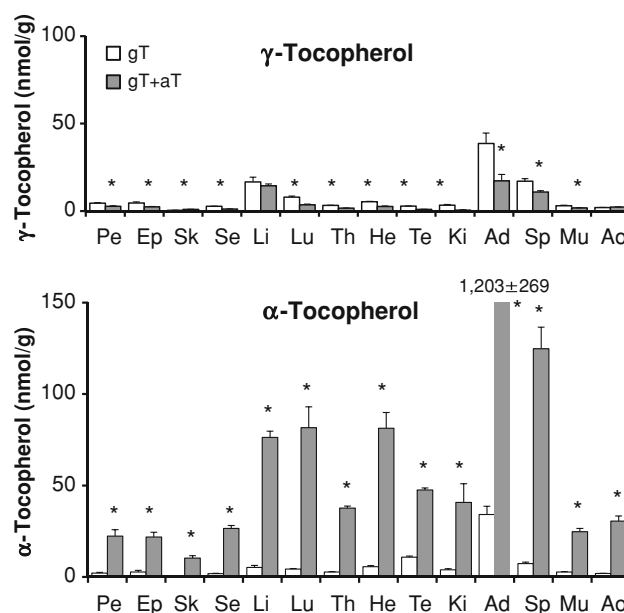 γ-Tocopherol (nmol/g)
100
50
0
gT
gT+aT
γ-Tocopherol
* * * * * * * * * * * *
Pe Ep Sk Se Li Lu Th He Te Ki Ad Sp Mu Ao
α-Tocopherol (nmol/g)
150
100
50
0
α-Tocopherol
1,203±269
* * * * * * * * * * * * * *
Pe Ep Sk Se Li Lu Th He Te Ki Ad Sp Mu Ao